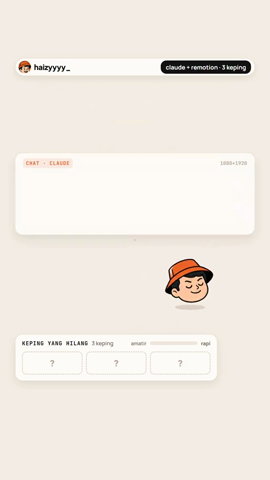 haizyyyy_
claude + remotion · 3 keping
CHAT · CLAUDE
1080×1920
KEPING YANG HILANG 3 keping
amatir rapi
? ? ?